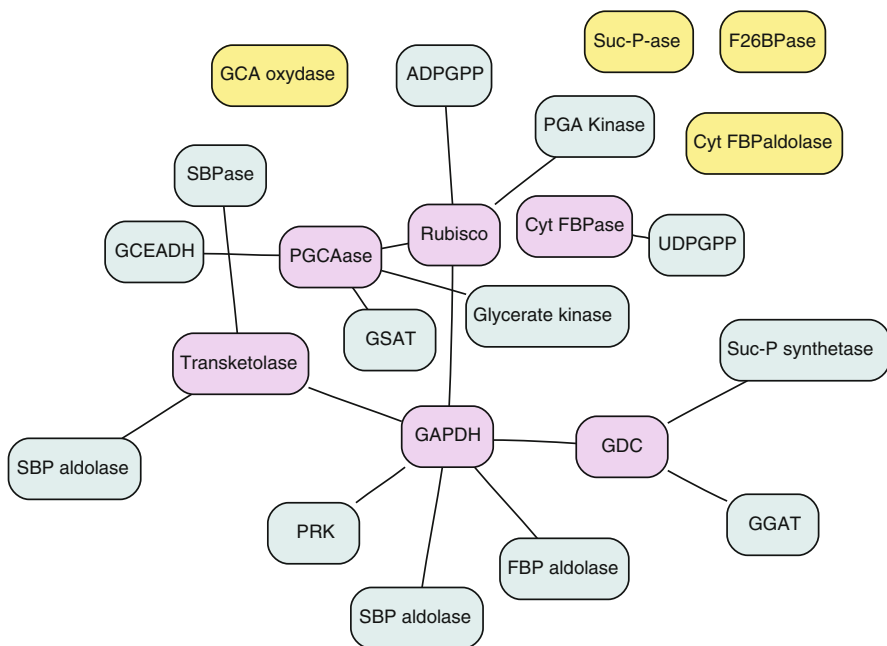 Suc-P-ase
F26BPase
GCA oxydase
ADPGPP
PGA Kinase
Cyt FBPaldolase
SBPase
Rubisco
Cyt FBPase
GCEADH
PGCAase
UDPGPP
Glycerate kinase
GSAT
Suc-P synthetase
Transketolase
GAPDH
GDC
SBP aldolase
PRK
GGAT
FBP aldolase
SBP aldolase